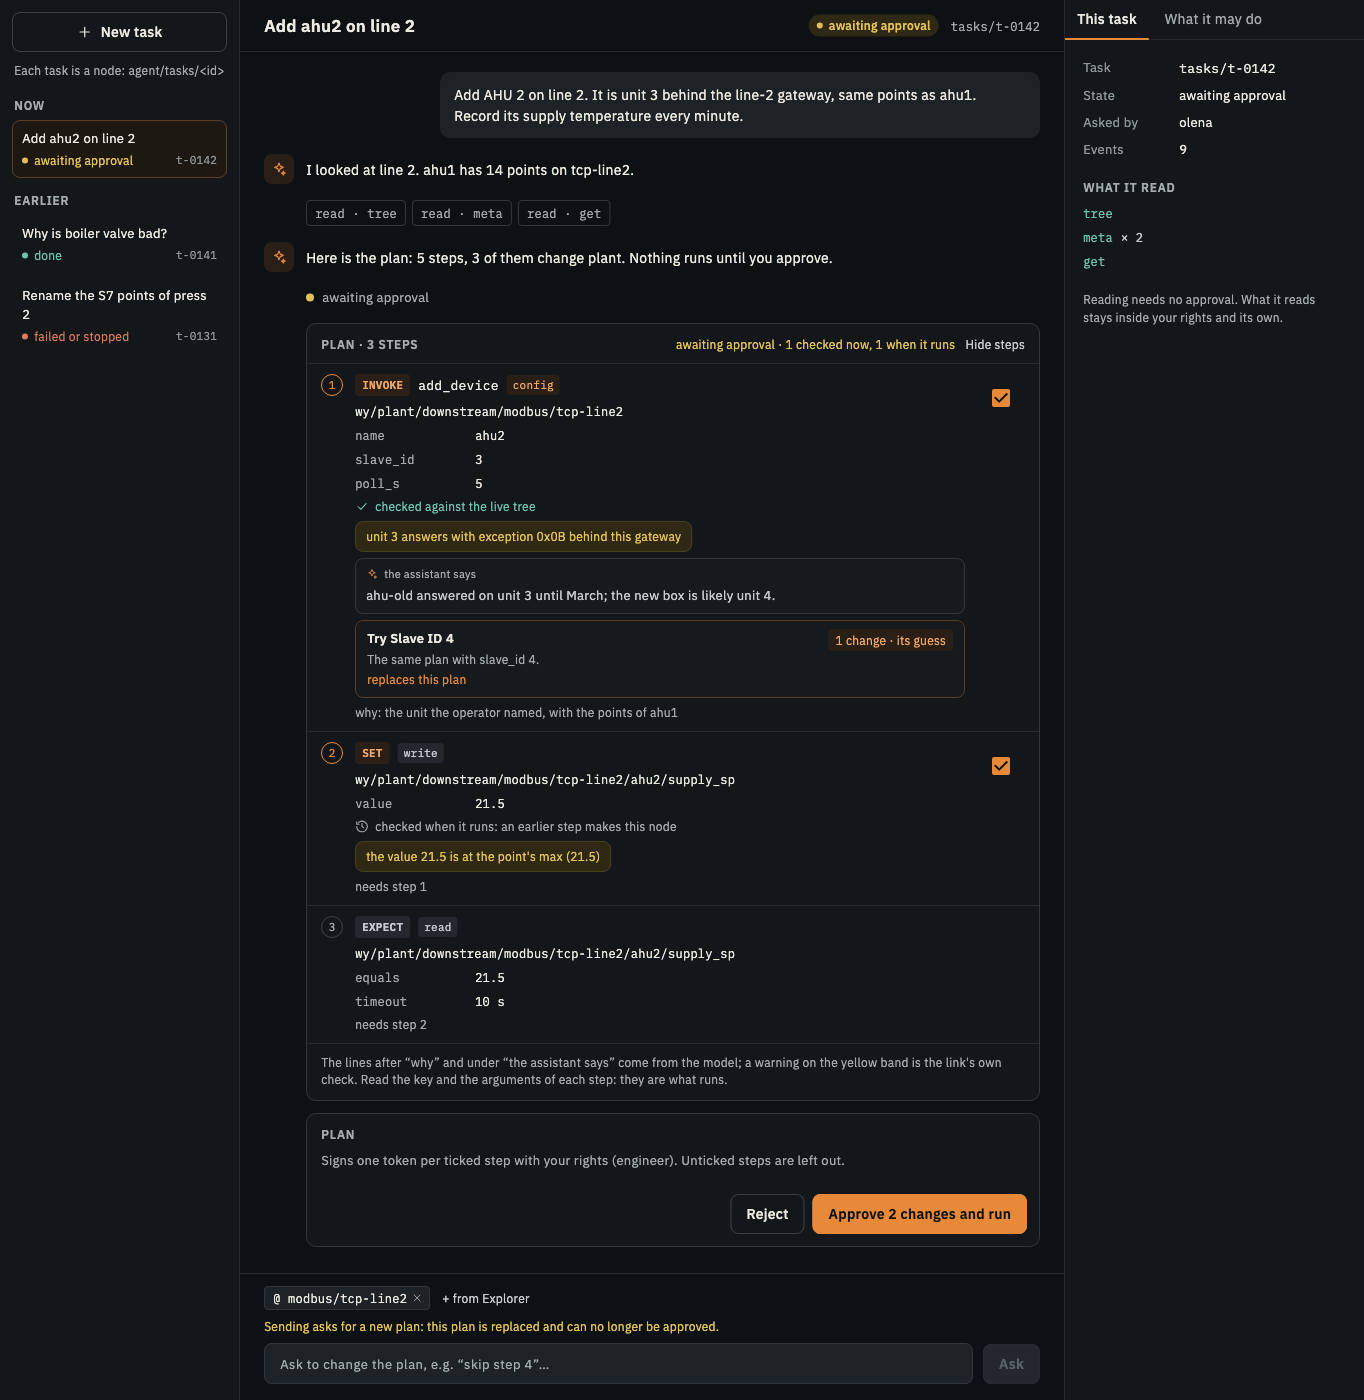 + New task
Each task is a node: agent/tasks/<id>
NOW
Add ahu2 on line 2
awaiting approval t-0142
EARLIER
Why is boiler valve bad?
done t-0141
Rename the S7 points of press
2
failed or stopped t-0131
Add ahu2 on line 2
awaiting approval tasks/t-0142
Add AHU 2 on line 2. It is unit 3 behind the line-2 gateway, same points as ahu1.
Record its supply temperature every minute.
I looked at line 2. ahu1 has 14 points on tcp-line2.
read · tree read · meta read · get
Here is the plan: 5 steps, 3 of them change plant. Nothing runs until you approve.
awaiting approval
PLAN · 3 STEPS awaiting approval · 1 checked now, 1 when it runs Hide steps
1 INVOKE add_device config
wy/plant/downstream/modbus/tcp-line2
name ahu2
slave_id 3
poll_s 5
checked against the live tree
unit 3 answers with exception 0x0B behind this gateway
the assistant says
ahu-old answered on unit 3 until March; the new box is likely unit 4.
Try Slave ID 4 1 change · its guess
The same plan with slave_id 4.
replaces this plan
why: the unit the operator named, with the points of ahu1
2 SET write
wy/plant/downstream/modbus/tcp-line2/ahu2/supply_sp
value 21.5
checked when it runs: an earlier step makes this node
the value 21.5 is at the point's max (21.5)
needs step 1
3 EXPECT read
wy/plant/downstream/modbus/tcp-line2/ahu2/supply_sp
equals 21.5
timeout 10 s
needs step 2
The lines after “why” and under “the assistant says” come from the model; a warning on the yellow band is the link's own
check. Read the key and the arguments of each step: they are what runs.
PLAN
Signs one token per ticked step with your rights (engineer). Unticked steps are left out.
Reject Approve 2 changes and run
@ modbus/tcp-line2 × + from Explorer
Sending asks for a new plan: this plan is replaced and can no longer be approved.
Ask to change the plan, e.g. “skip step 4”… Ask
This task What it may do
Task tasks/t-0142
State awaiting approval
Asked by olena
Events 9
WHAT IT READ
tree
meta × 2
get
Reading needs no approval. What it reads
stays inside your rights and its own.